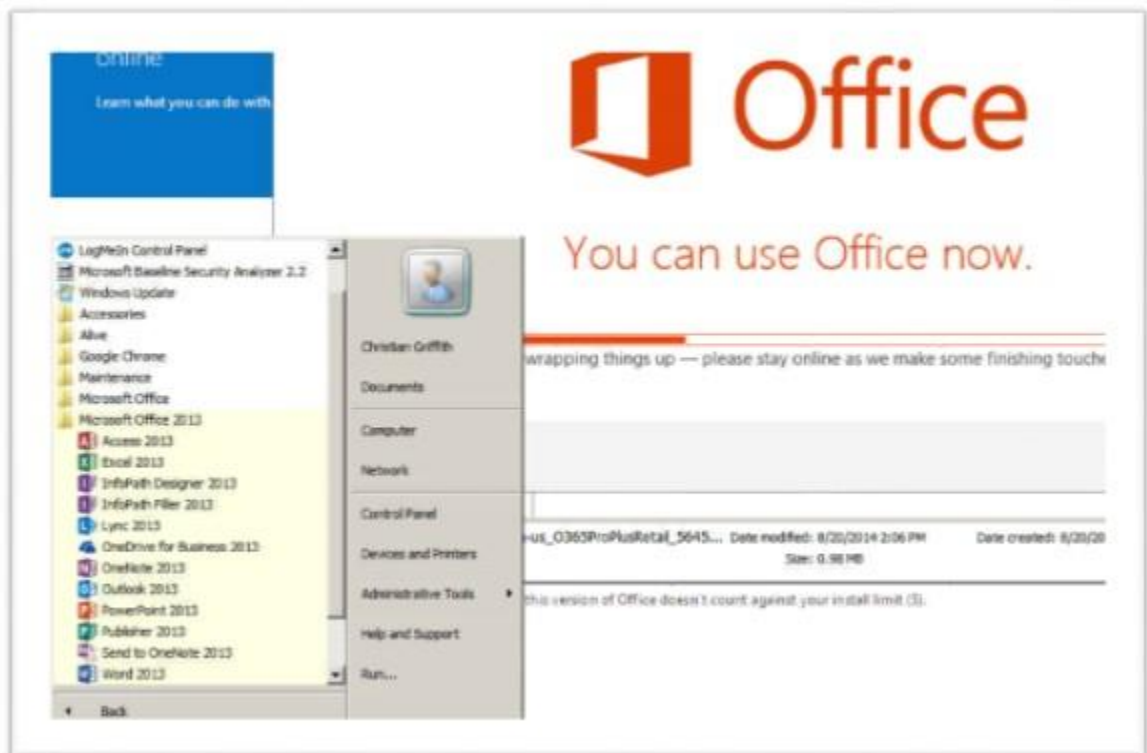 online
Learn what you can do with
Office
You can use Office now.
wrapping things up — please stay online as we make some finishing touche
LogMeIn Control Panel
Microsoft Baseline Security Analyzer 2.2
Windows Update
Accessories
Alive
Google Chrome
Maintenance
Microsoft Office
Microsoft Office 2013
Access 2013
Excel 2013
InfoPath Designer 2013
InfoPath Filler 2013
Lync 2013
OneDrive for Business 2013
OneNote 2013
Outlook 2013
PowerPoint 2013
Publisher 2013
Send to OneNote 2013
Word 2013
Back
Christian Griffith
Documents
Computer
Network
Control Panel
Devices and Printers
Administrative Tools
Help and Support
Run...
-us_O365ProPlusRetail_5645... Date modified: 8/20/2014 2:06 PM Date created: 8/20/20
Size: 0.98 MB
this version of Office doesn't count against your install limit (5).